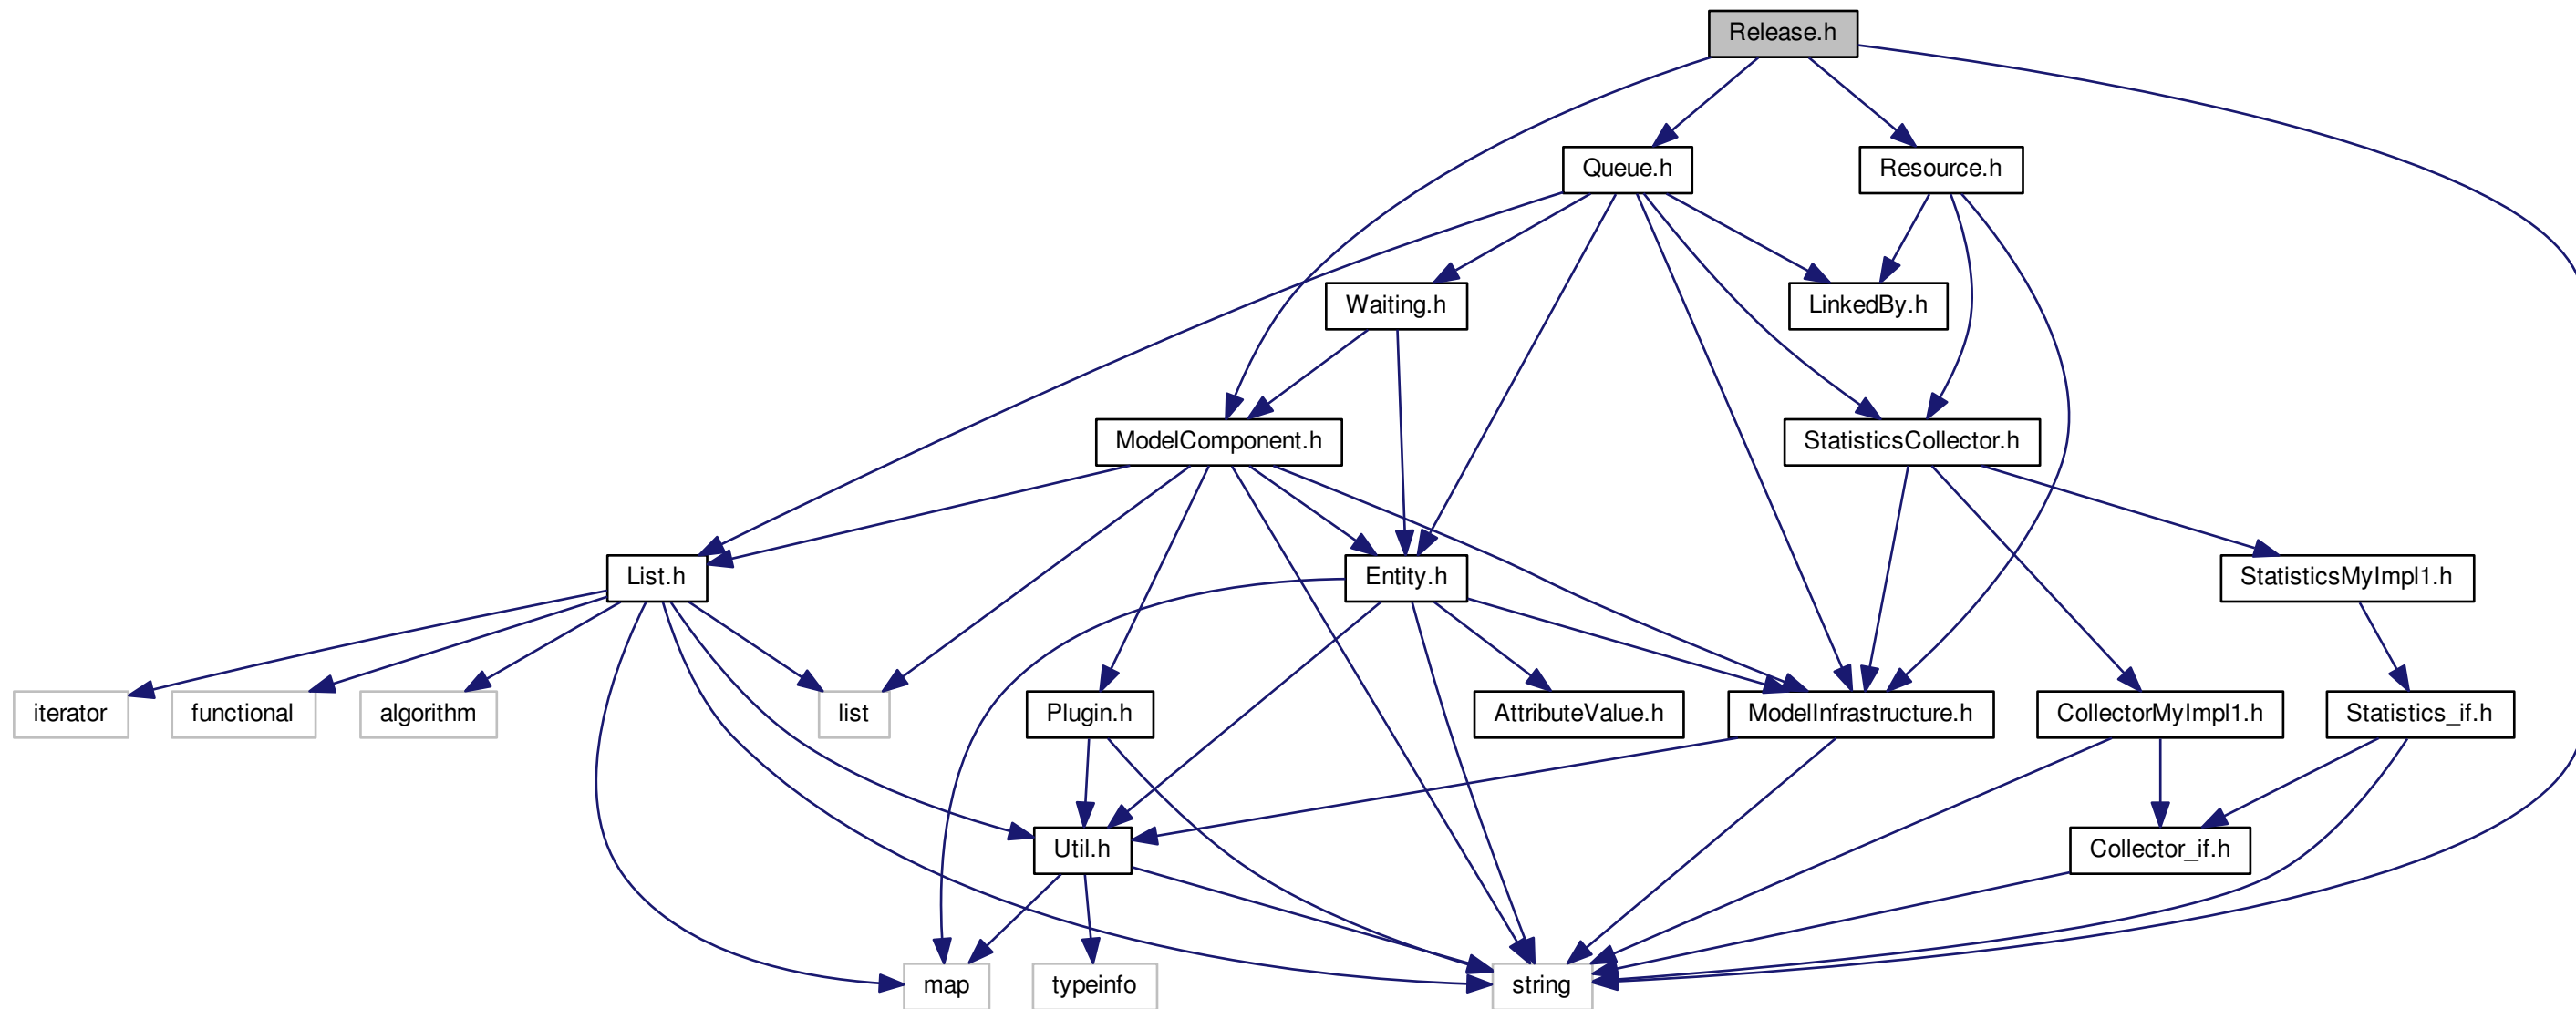 Release.h
Queue.h
Resource.h
Waiting.h
LinkedBy.h
ModelComponent.h
StatisticsCollector.h
List.h
Entity.h
StatisticsMyImpl1.h
iterator
functional
algorithm
list
Plugin.h
AttributeValue.h
ModelInfrastructure.h
CollectorMyImpl1.h
Statistics_if.h
Util.h
Collector_if.h
map
typeinfo
string